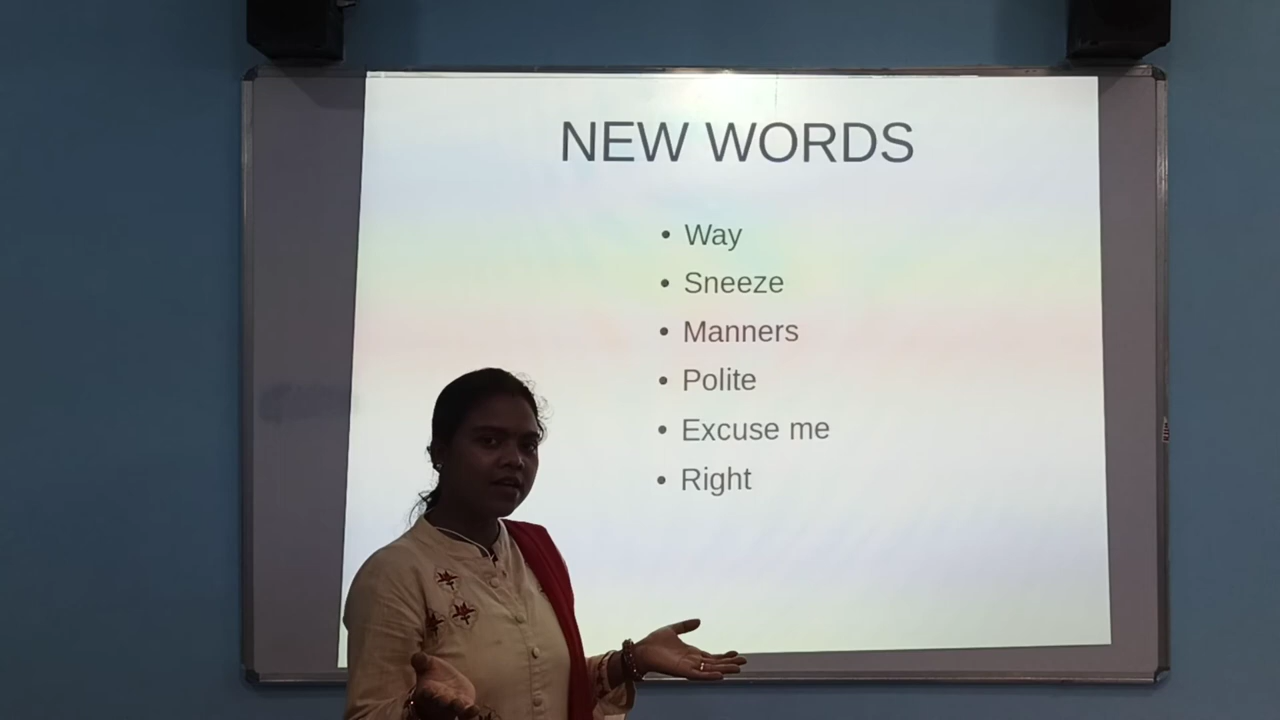 NEW WORDS
• Way
• Sneeze
• Manners
• Polite
• Excuse me
• Right